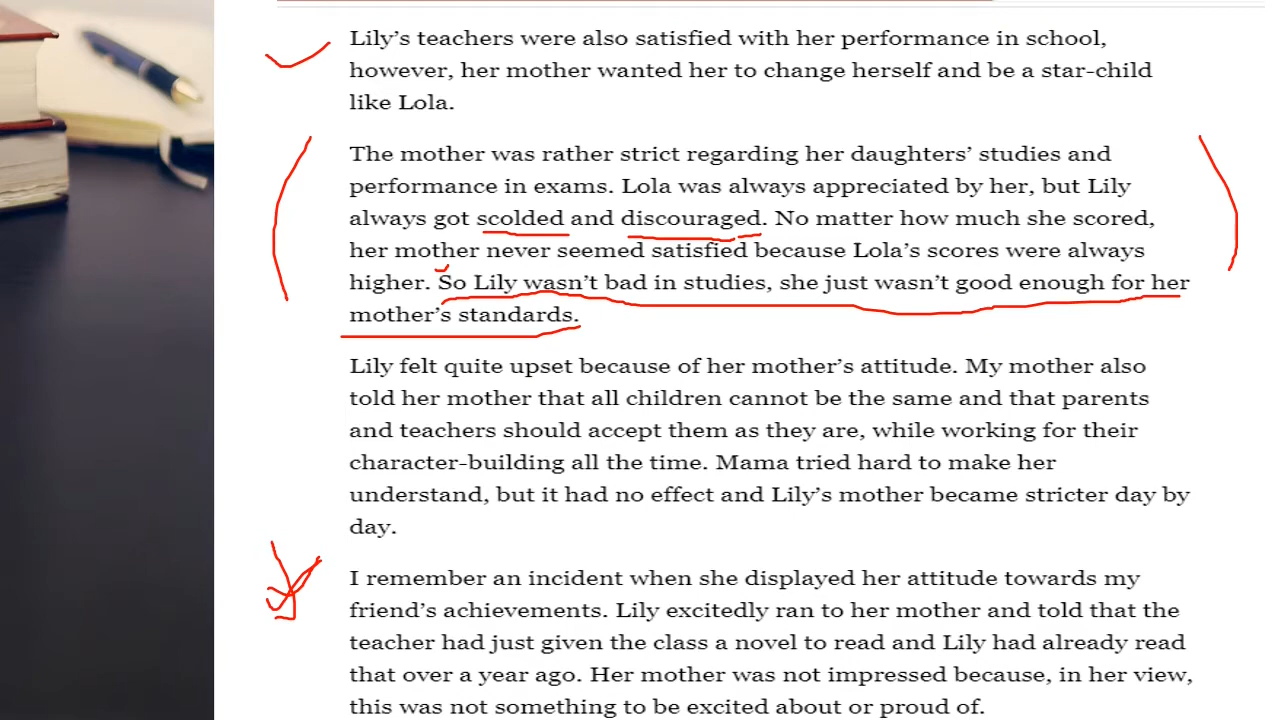 Lily’s teachers were also satisfied with her performance in school,
however, her mother wanted her to change herself and be a star-child
like Lola.
The mother was rather strict regarding her daughters’ studies and
performance in exams. Lola was always appreciated by her, but Lily
always got scolded and discouraged. No matter how much she scored,
her mother never seemed satisfied because Lola’s scores were always
higher. So Lily wasn’t bad in studies, she just wasn’t good enough for her
mother’s standards.
Lily felt quite upset because of her mother’s attitude. My mother also
told her mother that all children cannot be the same and that parents
and teachers should accept them as they are, while working for their
character-building all the time. Mama tried hard to make her
understand, but it had no effect and Lily’s mother became stricter day by
day.
I remember an incident when she displayed her attitude towards my
friend’s achievements. Lily excitedly ran to her mother and told that the
teacher had just given the class a novel to read and Lily had already read
that over a year ago. Her mother was not impressed because, in her view,
this was not something to be excited about or proud of.